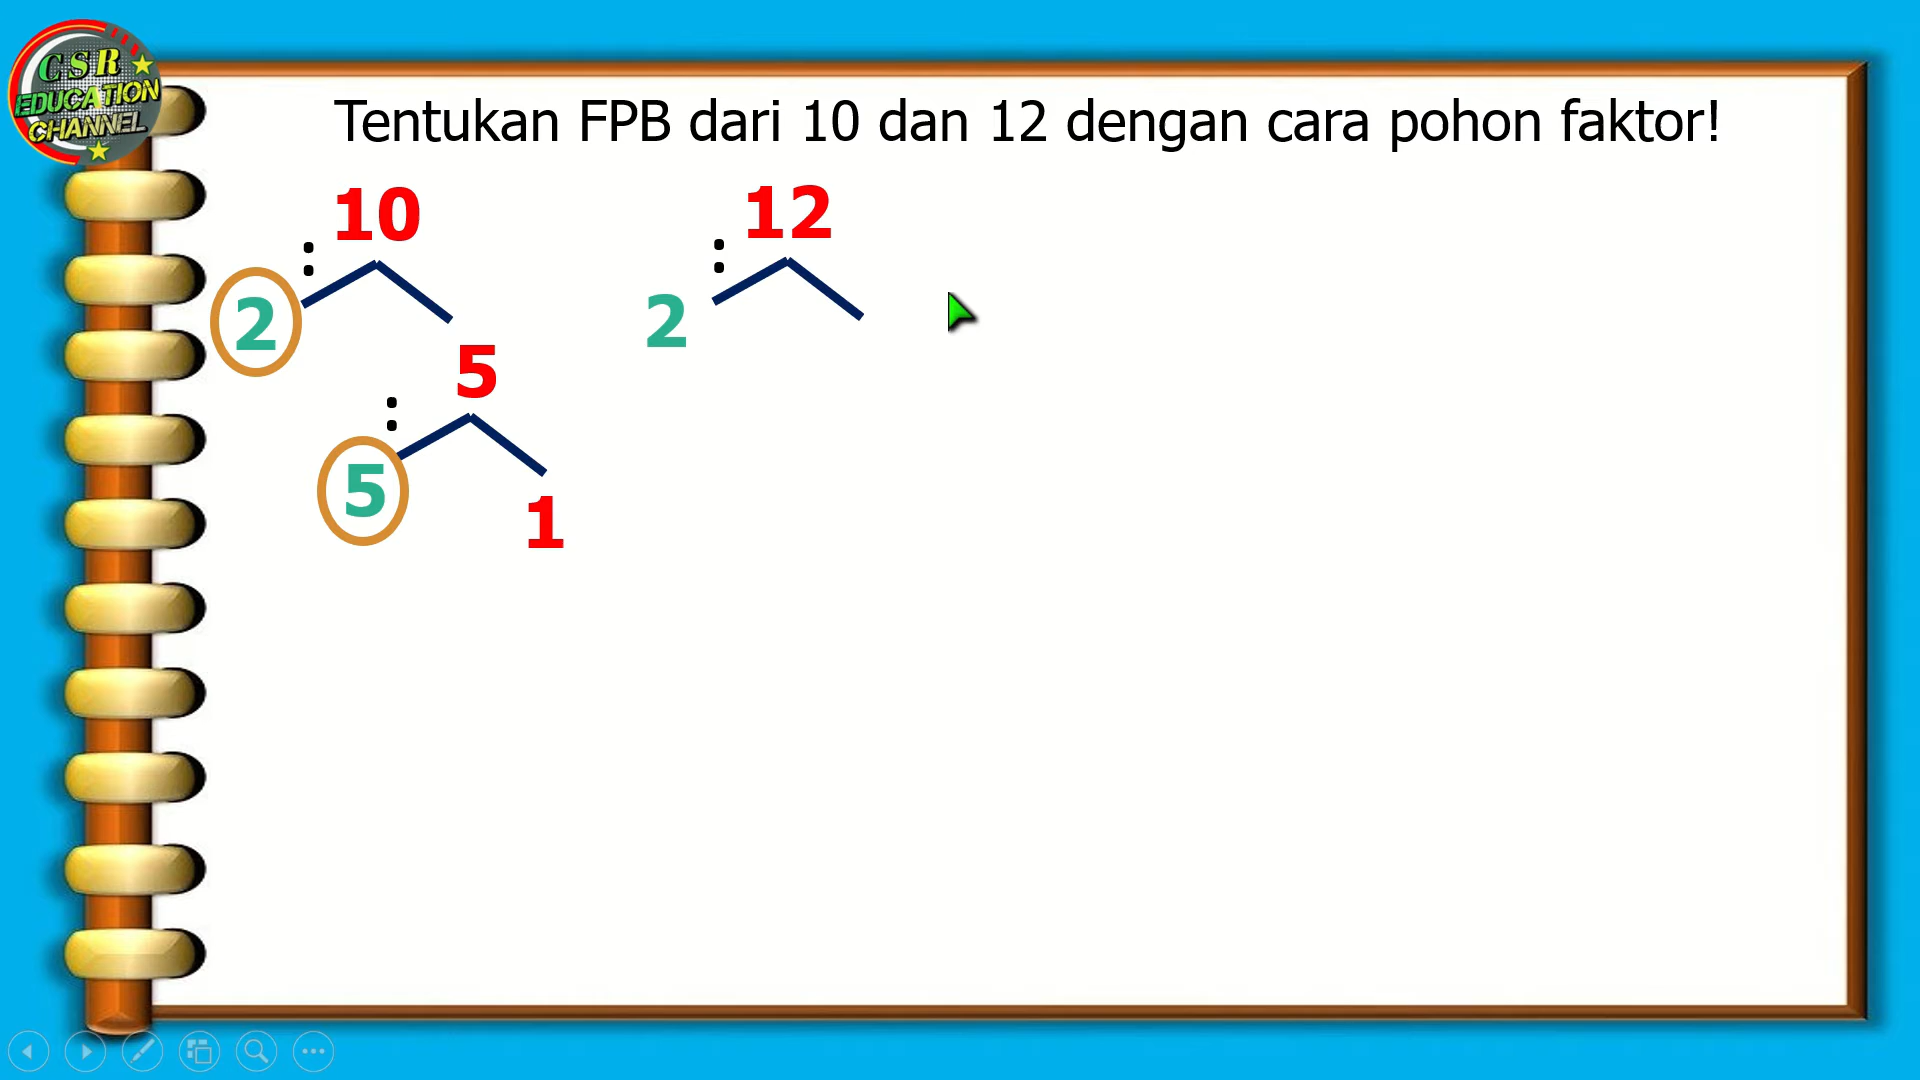 CSR
EDUCATION
CHANNEL
Tentukan FPB dari 10 dan 12 dengan cara pohon faktor!
10 12
: :
2 2
5
:
5
1